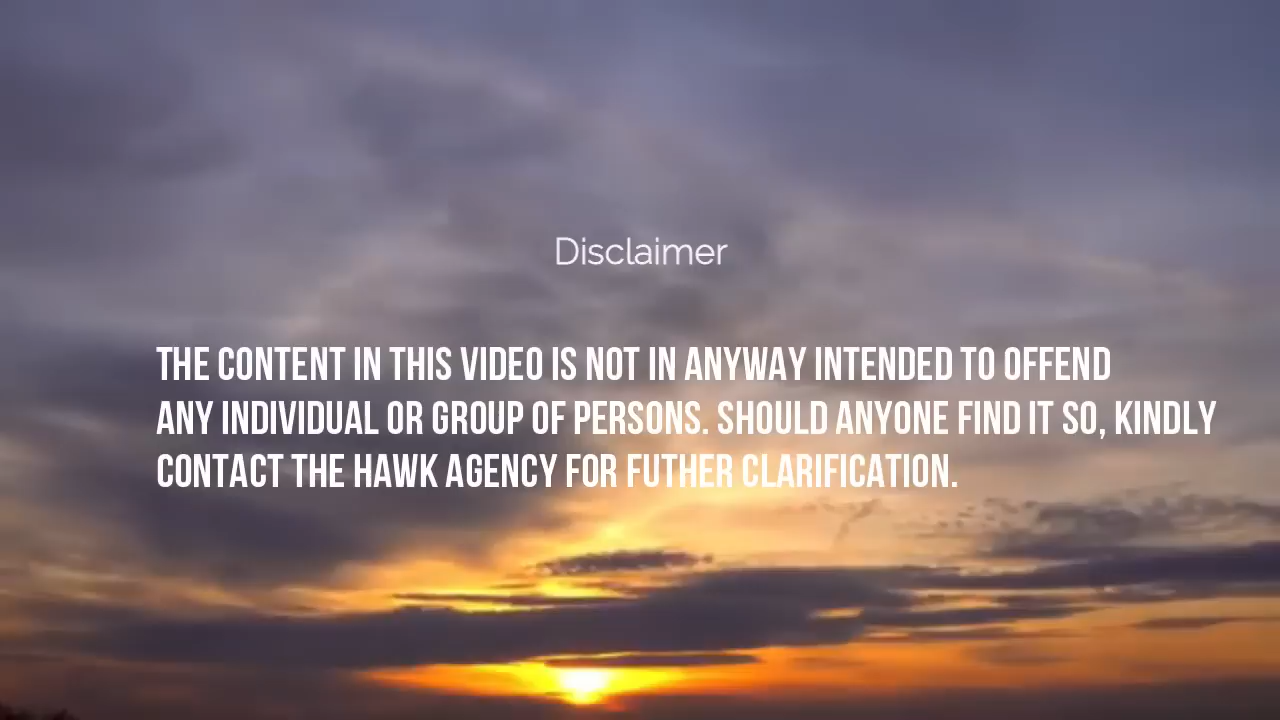 Disclaimer
THE CONTENT IN THIS VIDEO IS NOT IN ANYWAY INTENDED TO OFFEND
ANY INDIVIDUAL OR GROUP OF PERSONS. SHOULD ANYONE FIND IT SO, KINDLY
CONTACT THE HAWK AGENCY FOR FUTHER CLARIFICATION.